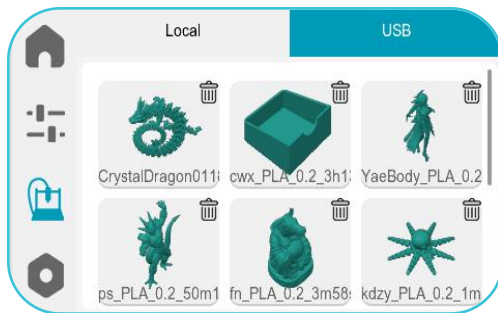 Local USB
CrystalDragon011 cwx_PLA_0.2_3h1 YaeBody_PLA_0.2
ps_PLA_0.2_50m1 fn_PLA_0.2_3m58 kdzy_PLA_0.2_1m